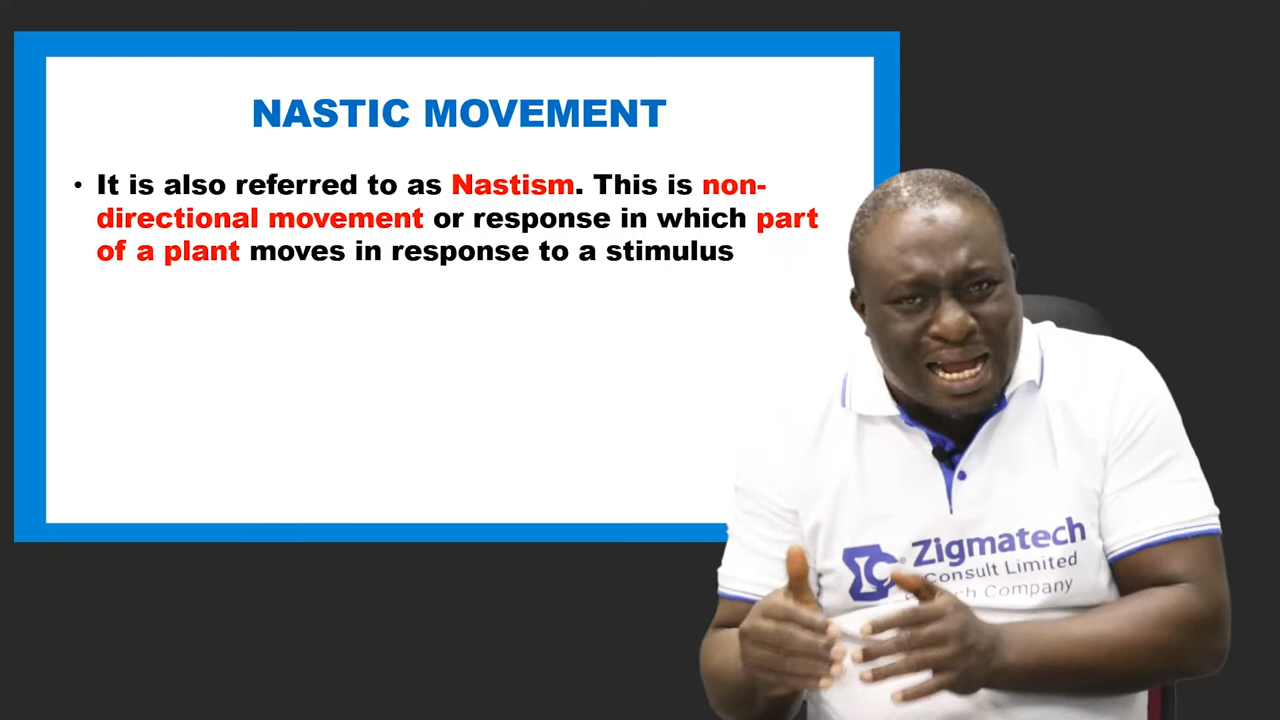 NASTIC MOVEMENT
• It is also referred to as Nastism. This is non-
directional movement or response in which part
of a plant moves in response to a stimulus
Zigmatech
Consult Limited
Company